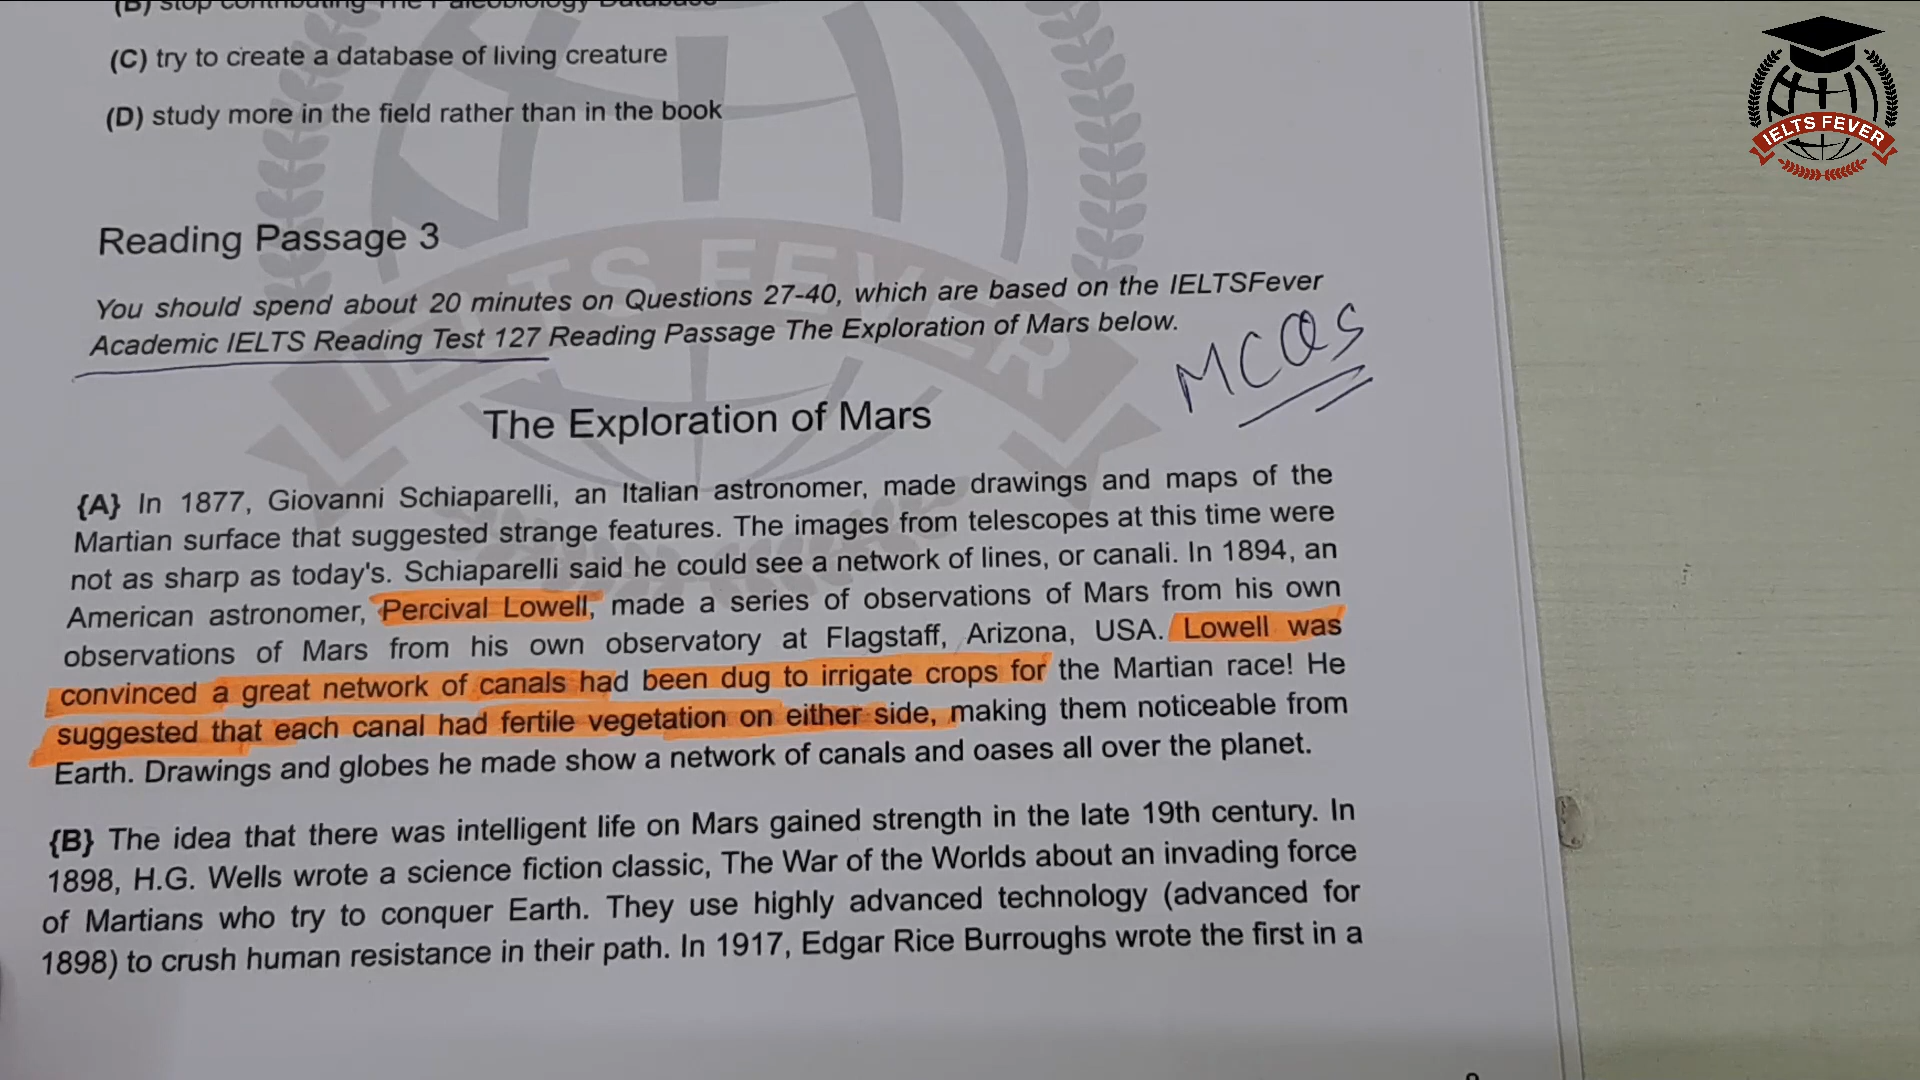 (B) stop contributing The Paleobiology Database
(C) try to create a database of living creature
(D) study more in the field rather than in the book
IELTS FEVER
Reading Passage 3
You should spend about 20 minutes on Questions 27-40, which are based on the IELTSFever
Academic IELTS Reading Test 127 Reading Passage The Exploration of Mars below.
MCQS
The Exploration of Mars
{A} In 1877, Giovanni Schiaparelli, an Italian astronomer, made drawings and maps of the
Martian surface that suggested strange features. The images from telescopes at this time were
not as sharp as today's. Schiaparelli said he could see a network of lines, or canali. In 1894, an
American astronomer, Percival Lowell, made a series of observations of Mars from his own
observations of Mars from his own observatory at Flagstaff, Arizona, USA. Lowell was
convinced a great network of canals had been dug to irrigate crops for the Martian race! He
suggested that each canal had fertile vegetation on either side, making them noticeable from
Earth. Drawings and globes he made show a network of canals and oases all over the planet.
{B} The idea that there was intelligent life on Mars gained strength in the late 19th century. In
1898, H.G. Wells wrote a science fiction classic, The War of the Worlds about an invading force
of Martians who try to conquer Earth. They use highly advanced technology (advanced for
1898) to crush human resistance in their path. In 1917, Edgar Rice Burroughs wrote the first in a
IELTS FEVER